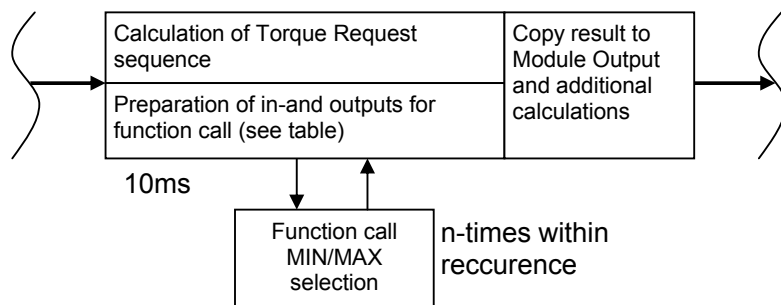 Calculation of Torque Request
sequence
Preparation of in-and outputs for
function call (see table)
Copy result to
Module Output
and additional
calculations
10ms
Function call
MIN/MAX
selection
n-times within
reccurence